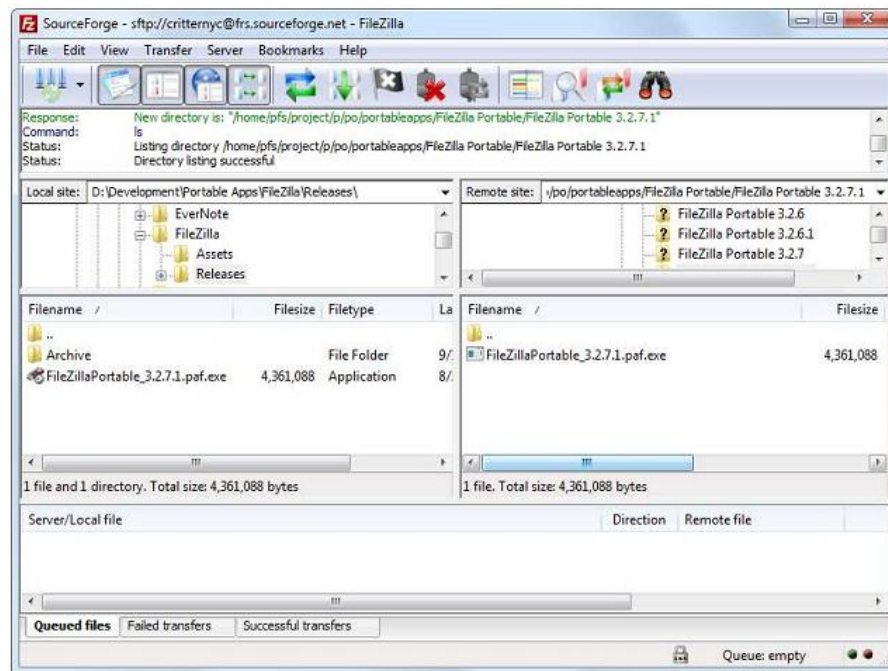 SourceForge - sftp://critternyc@frs.sourceforge.net - FileZilla
File Edit View Transfer Server Bookmarks Help
Response: New directory is: "/home/pfs/project/p/po/portableapps/FileZilla Portable/FileZilla Portable 3.2.7.1"
Command: ls
Status: Listing directory /home/pfs/project/p/po/portableapps/FileZilla Portable/FileZilla Portable 3.2.7.1
Status: Directory listing successful
Local site: D:\Development\Portable Apps\FileZilla\Releases\
EverNote
FileZilla
Assets
Releases
Remote site: /po/portableapps/FileZilla Portable/FileZilla Portable 3.2.7.1
FileZilla Portable 3.2.6
FileZilla Portable 3.2.6.1
FileZilla Portable 3.2.7
Filename / Filesize Filetype La
..
Archive File Folder 9/
FileZillaPortable_3.2.7.1.paf.exe 4,361,088 Application 8/
1 file and 1 directory. Total size: 4,361,088 bytes
Filename / Filesize
..
FileZillaPortable_3.2.7.1.paf.exe 4,361,088
1 file. Total size: 4,361,088 bytes
Server/Local file Direction Remote file
Queued files Failed transfers Successful transfers
Queue: empty